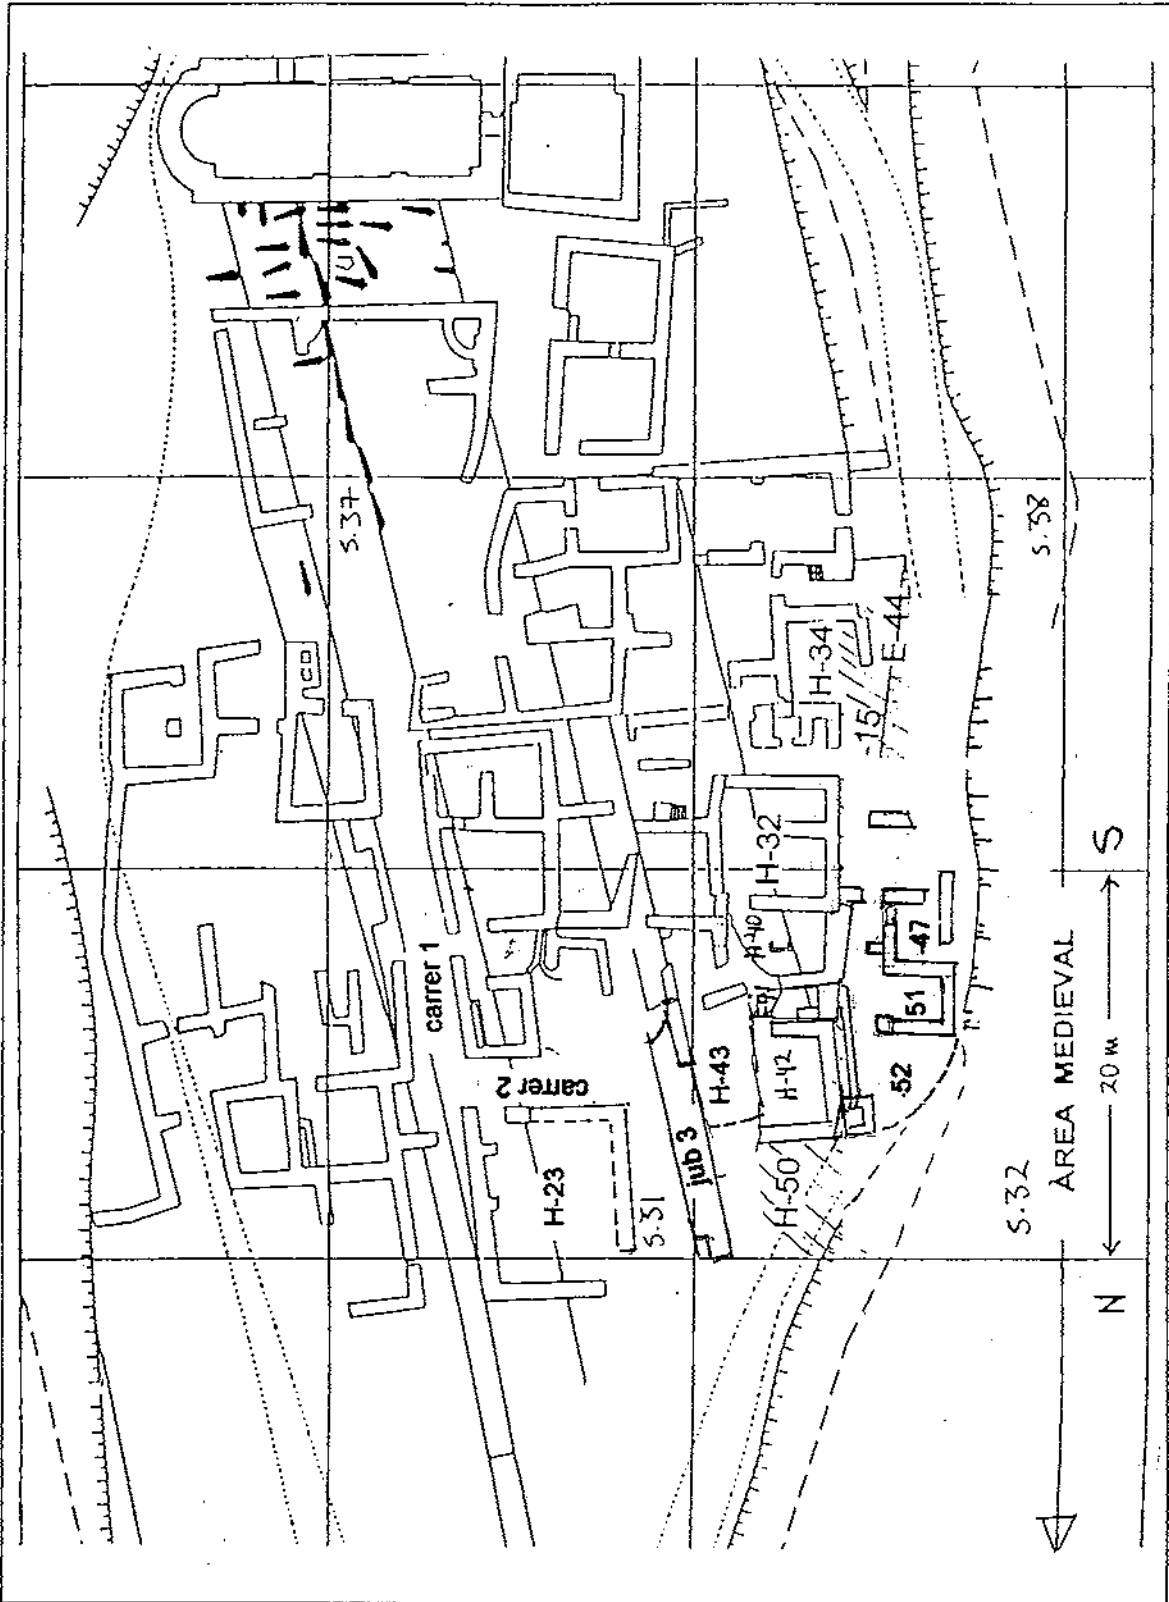 S.37
carrer 1
carrer 2
H-23
S.31
jub 3
H-43
H-42
H-40
H-32
H-34
15
E-44
H-50
47
51
52
S.38
S.32
ÀREA MEDIEVAL
N
20 m
S